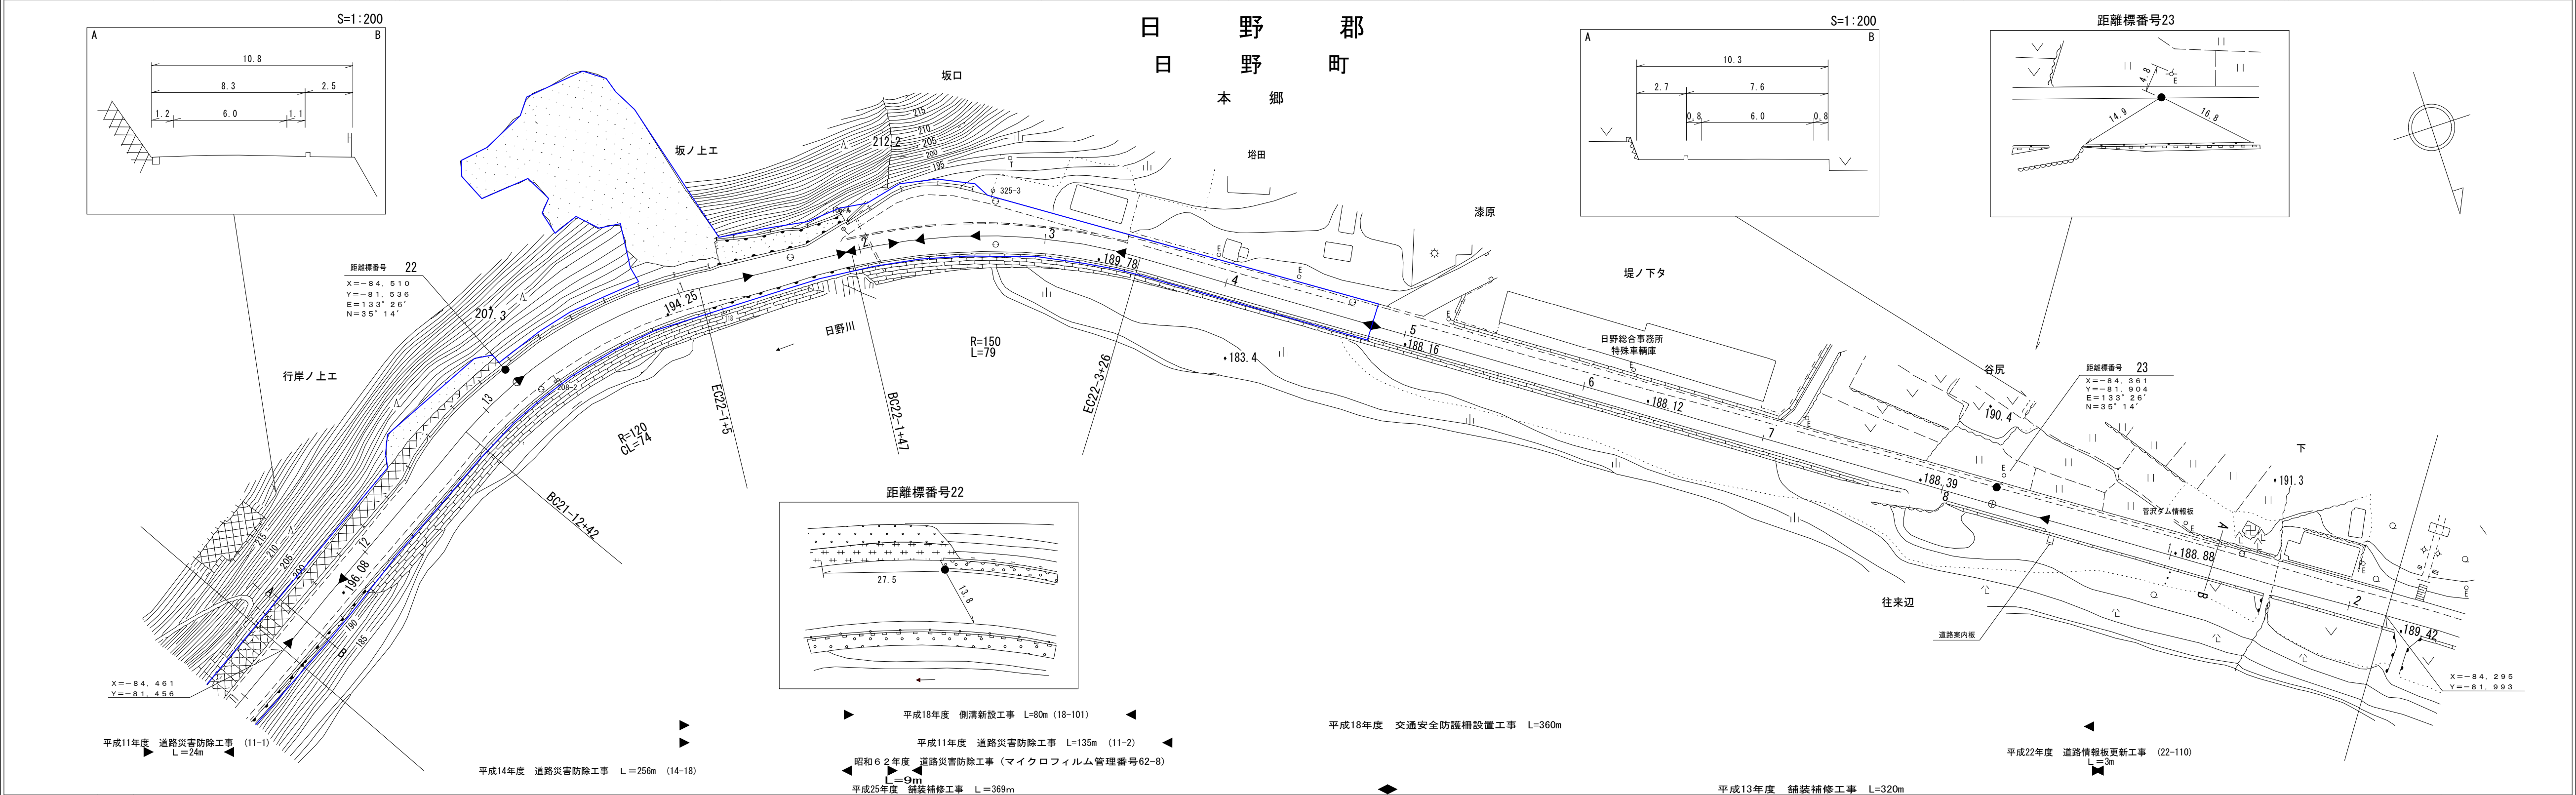 日野郡
日野町
本郷
S=1:200
A
B
10.8
8.3
2.5
1.2
6.0
1.1
S=1:200
A
B
10.3
2.7
7.6
0.8
6.0
0.8
距離標番号23
4.8
E
14.9
16.8
坂口
坂ノ上エ
215
210
212.2
205
200
195
T
325-3
塔田
漆原
堤ノ下タ
距離標番号 22
X=-84, 510
Y=-81, 536
E=133° 26′
N=35° 14′
207.3
194.25
2
3
189.78
4
E
E
5
188.16
E
日野総合事務所
特殊車輌庫
E
6
188.12
7
E
谷尻
190.4
距離標番号 23
X=-84, 361
Y=-81, 904
E=133° 26′
N=35° 14′
下
191.3
E
188.39
8
菅沢ダム情報板
E
A
B
188.88
E
E
2
189.42
行岸ノ上エ
13
208-2
18
日野川
R=150
L=79
183.4
EC22-1+5
BC22-1+47
EC22-3+26
R=120
CL=74
BC21-12+42
215
210
205
200
12
196.08
A
B
190
185
往来辺
道路案内板
距離標番号22
27.5
13.8
X=-84, 461
Y=-81, 456
X=-84, 295
Y=-81, 993
平成18年度 側溝新設工事 L=80m (18-101)
平成18年度 交通安全防護柵設置工事 L=360m
平成11年度 道路災害防除工事 (11-1)
L=24m
平成11年度 道路災害防除工事 L=135m (11-2)
平成22年度 道路情報板更新工事 (22-110)
L=3m
平成14年度 道路災害防除工事 L=256m (14-18)
昭和62年度 道路災害防除工事（マイクロフィルム管理番号62-8）
L=9m
平成25年度 舗装補修工事 L=369m
平成13年度 舗装補修工事 L=320m